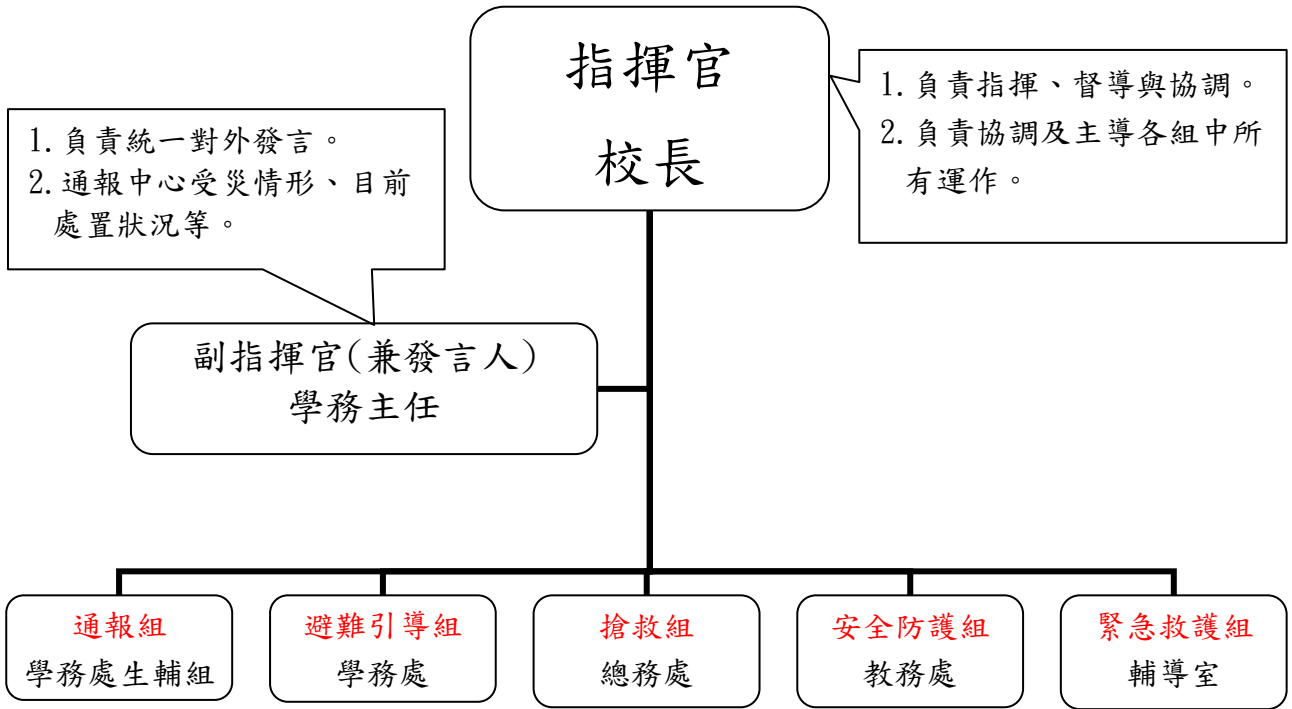 指揮官
校長
1. 負責指揮、督導與協調。
2. 負責協調及主導各組中所
有運作。
1. 負責統一對外發言。
2. 通報中心受災情形、目前
處置狀況等。
副指揮官(兼發言人)
學務主任
通報組
學務處生輔組
避難引導組
學務處
搶救組
總務處
安全防護組
教務處
緊急救護組
輔導室